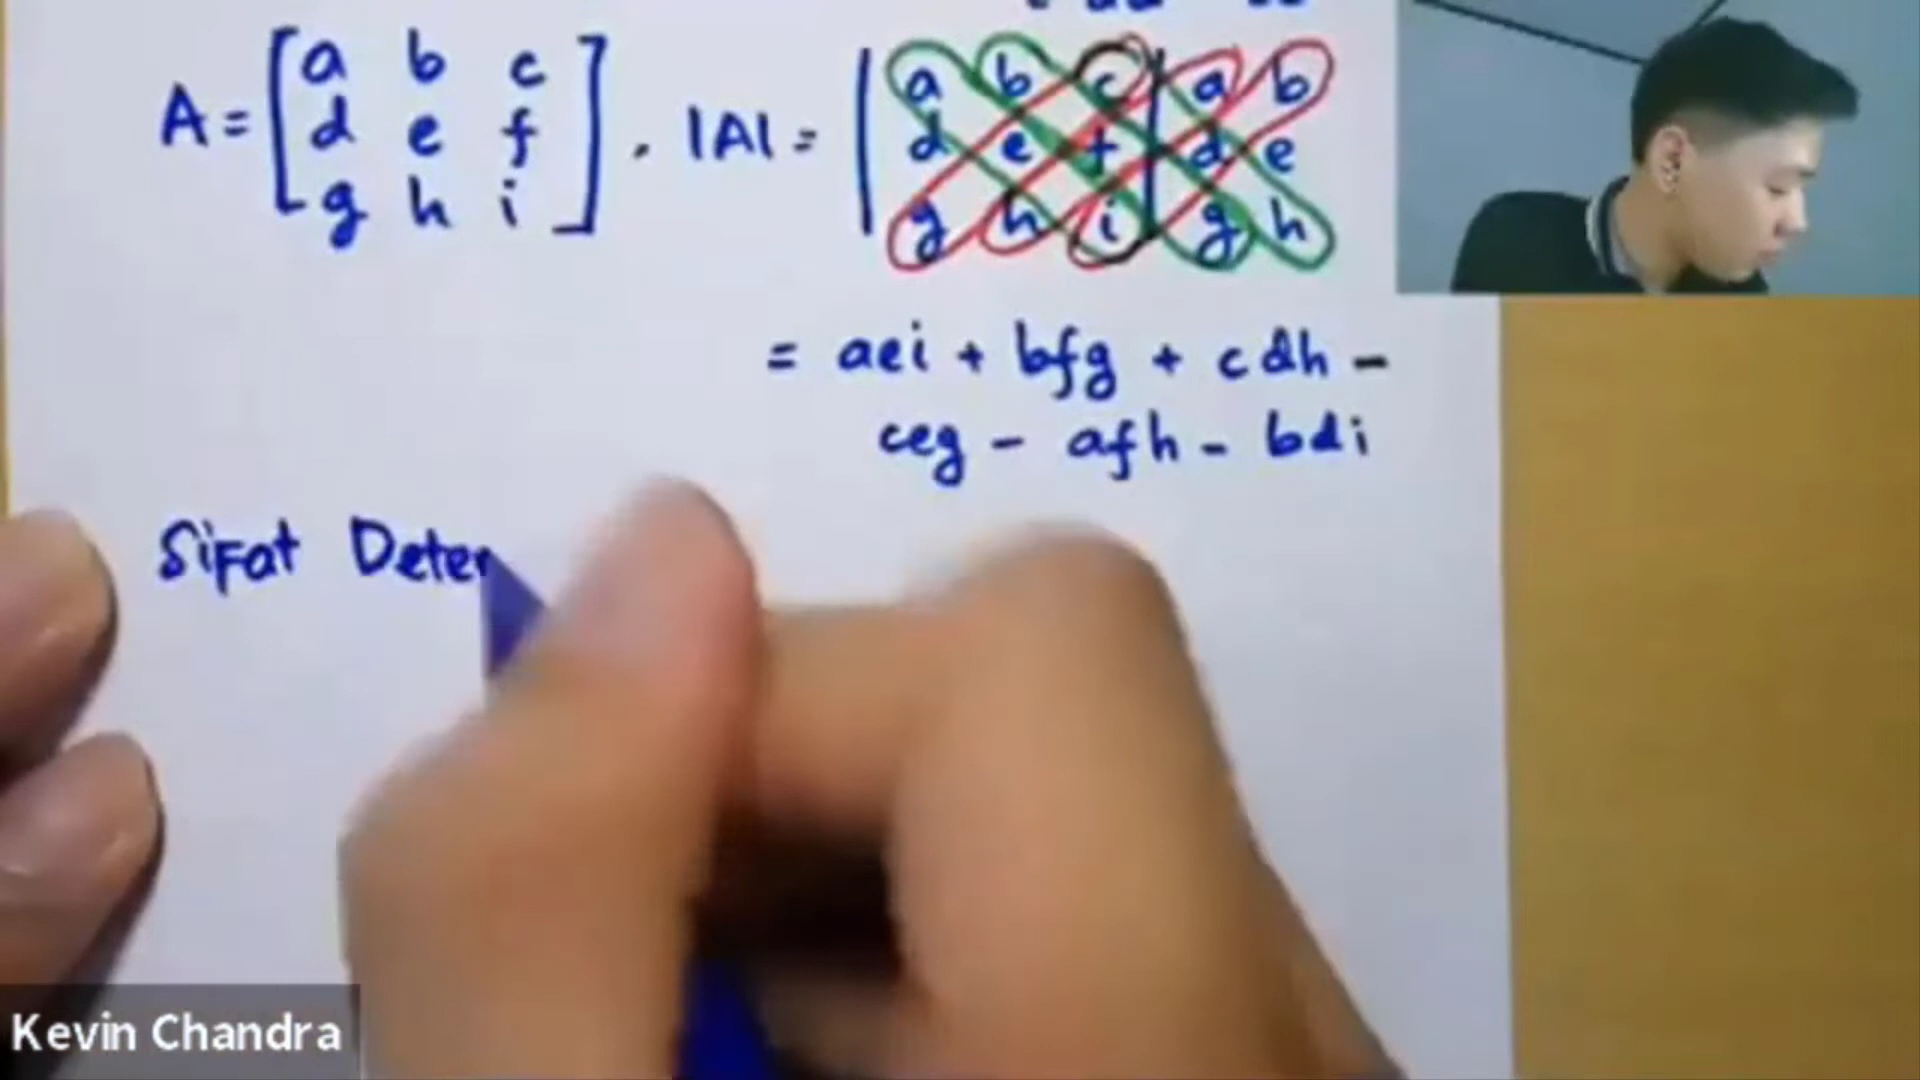 A = [ a b c
d e f
g h i ] . |A| = | a b c | a b
d e f | d e
g h i | g h
= aei + bfg + cdh -
ceg - afh - bdi
Sifat Deter
Kevin Chandra